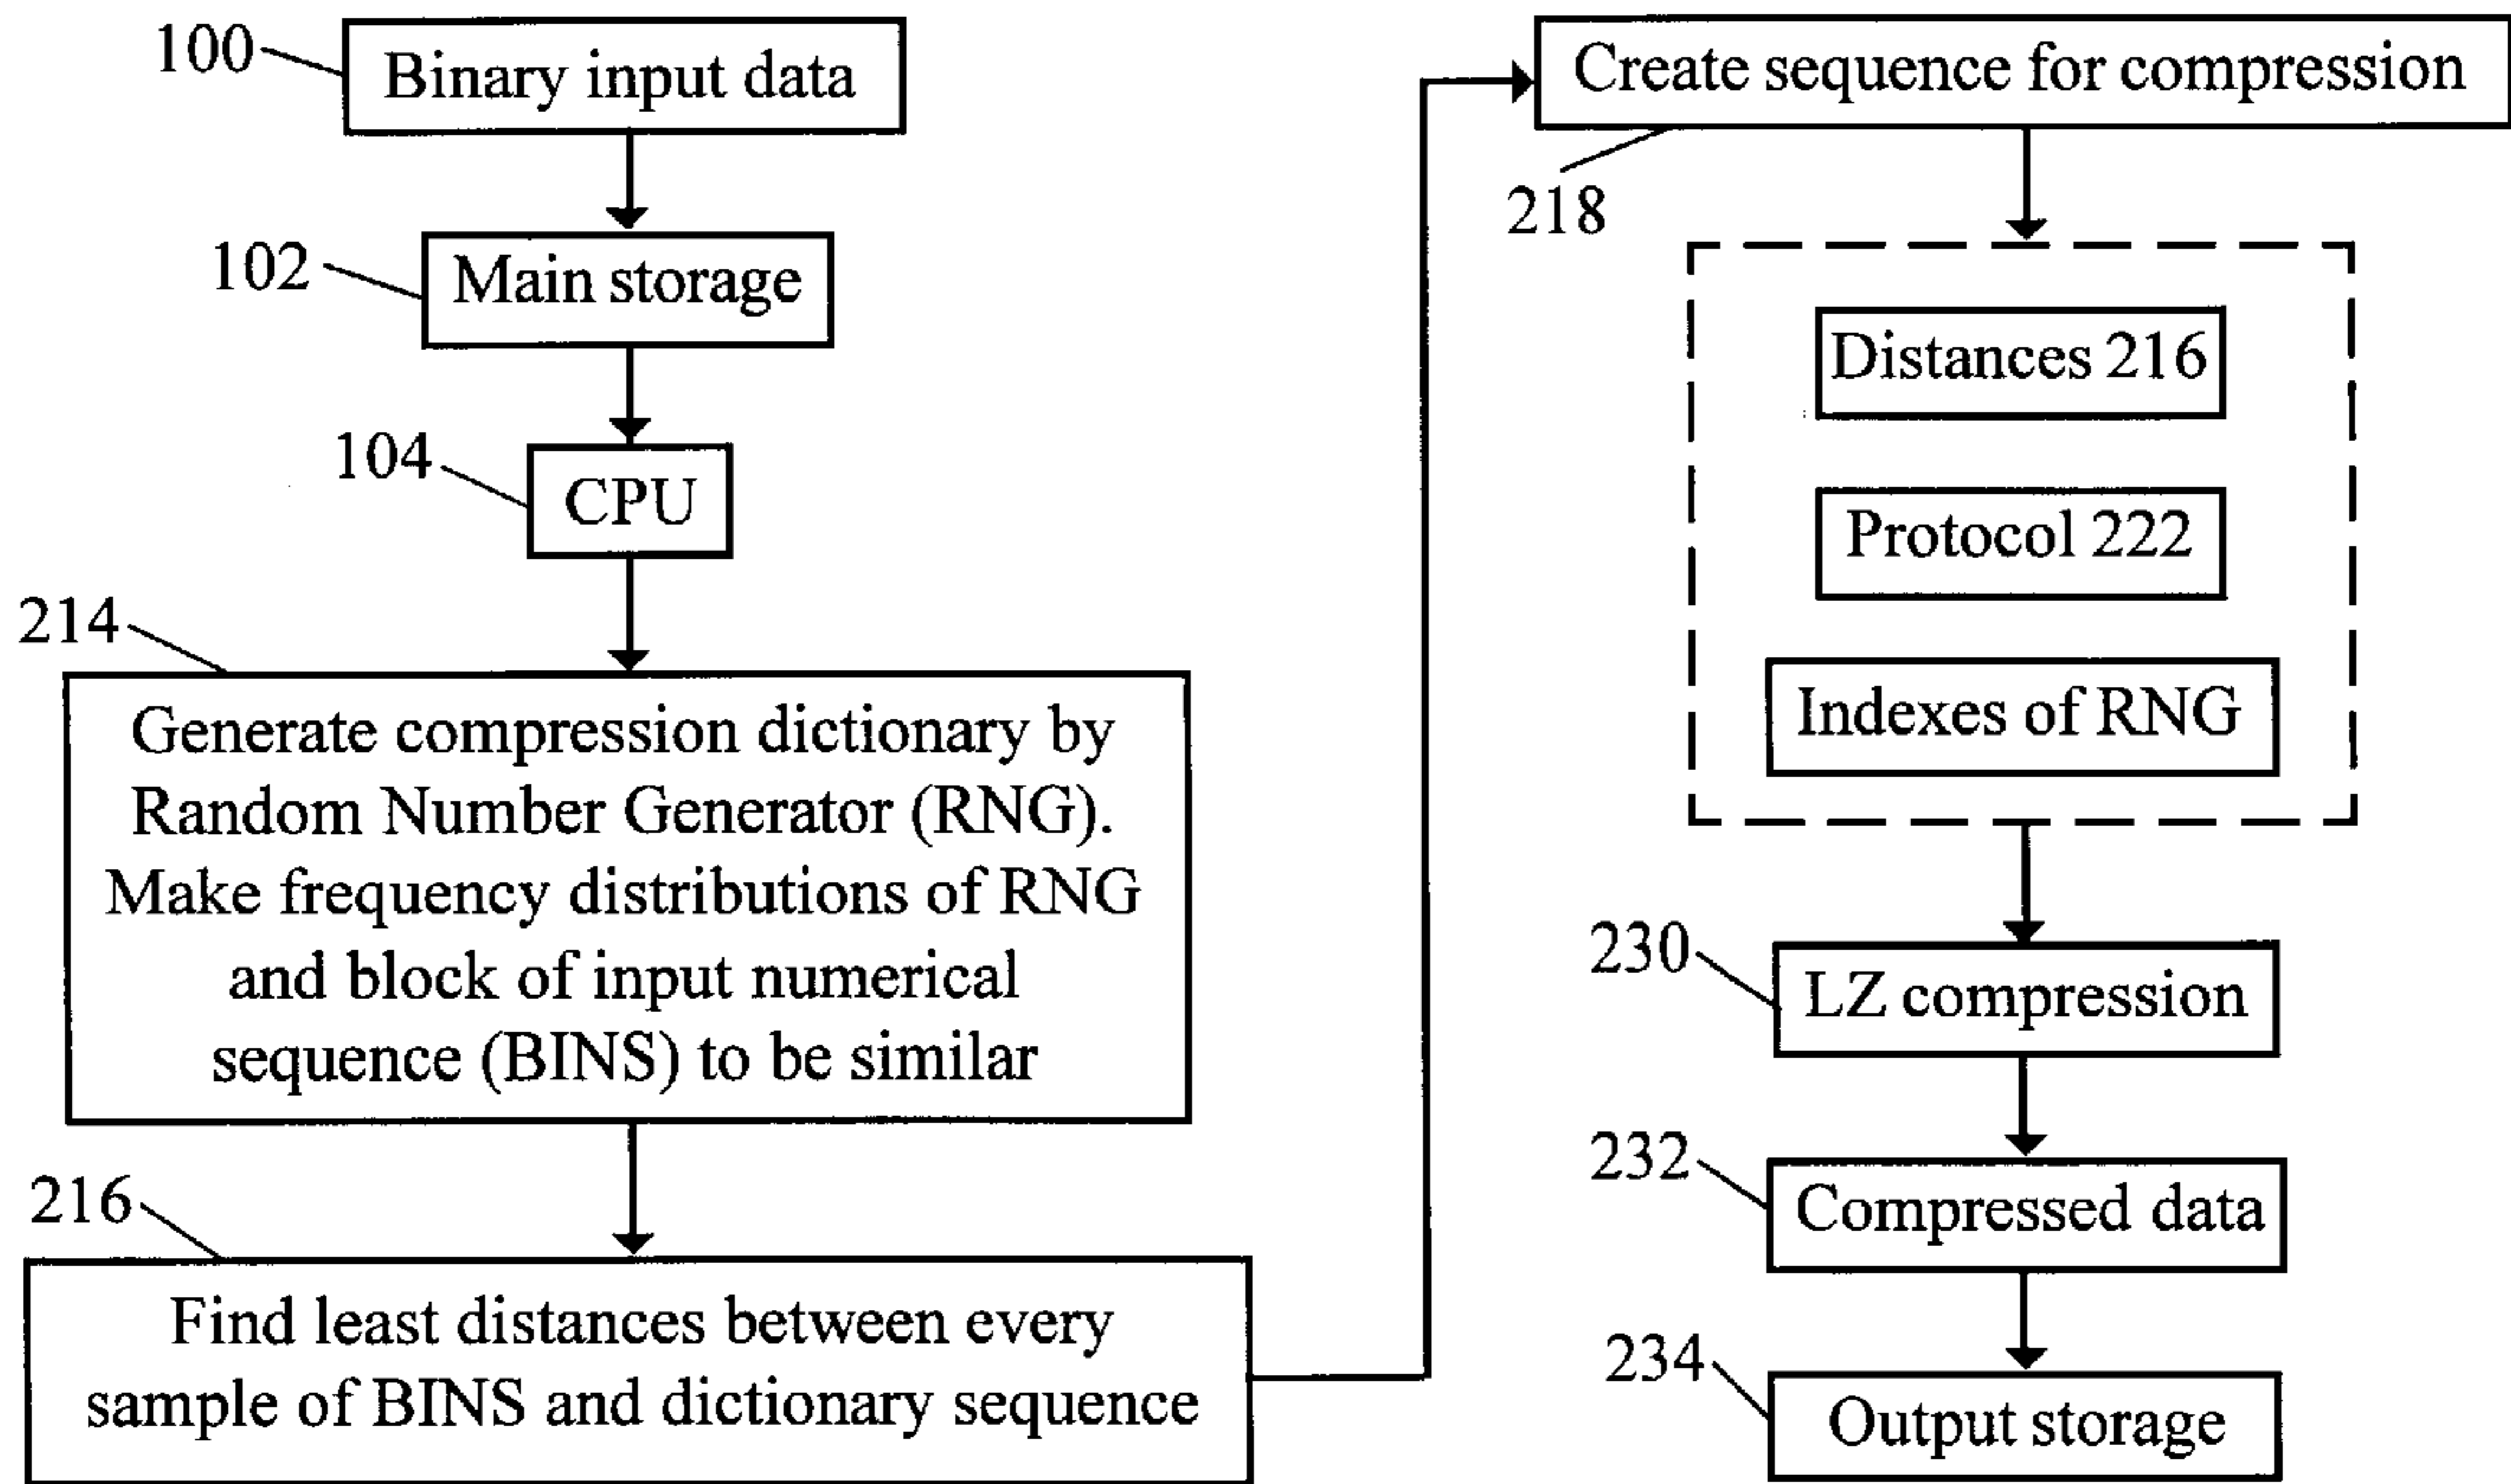 100
Binary input data
102
Main storage
104
CPU
214
Generate compression dictionary by
Random Number Generator (RNG).
Make frequency distributions of RNG
and block of input numerical
sequence (BINS) to be similar
216
Find least distances between every
sample of BINS and dictionary sequence
Create sequence for compression
218
Distances 216
Protocol 222
Indexes of RNG
230
LZ compression
232
Compressed data
234
Output storage